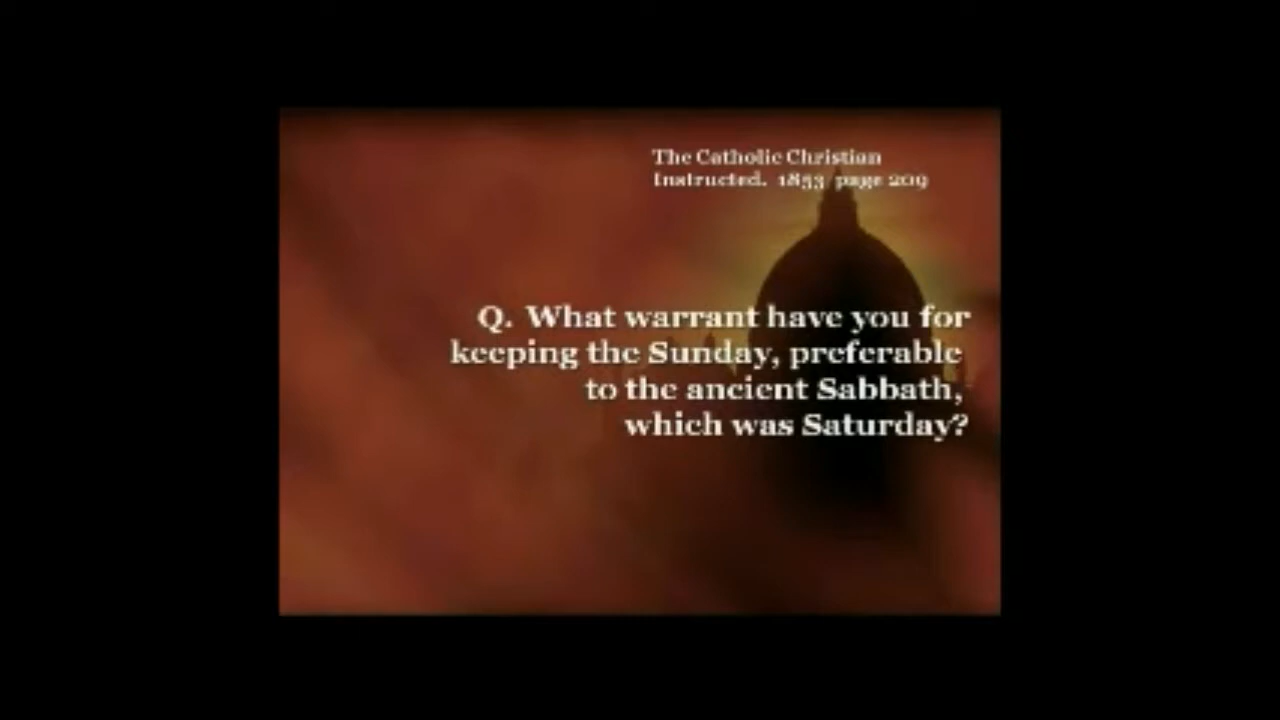 The Catholic Christian
Instructed. 1853 page 209
Q. What warrant have you for
keeping the Sunday, preferable
to the ancient Sabbath,
which was Saturday?